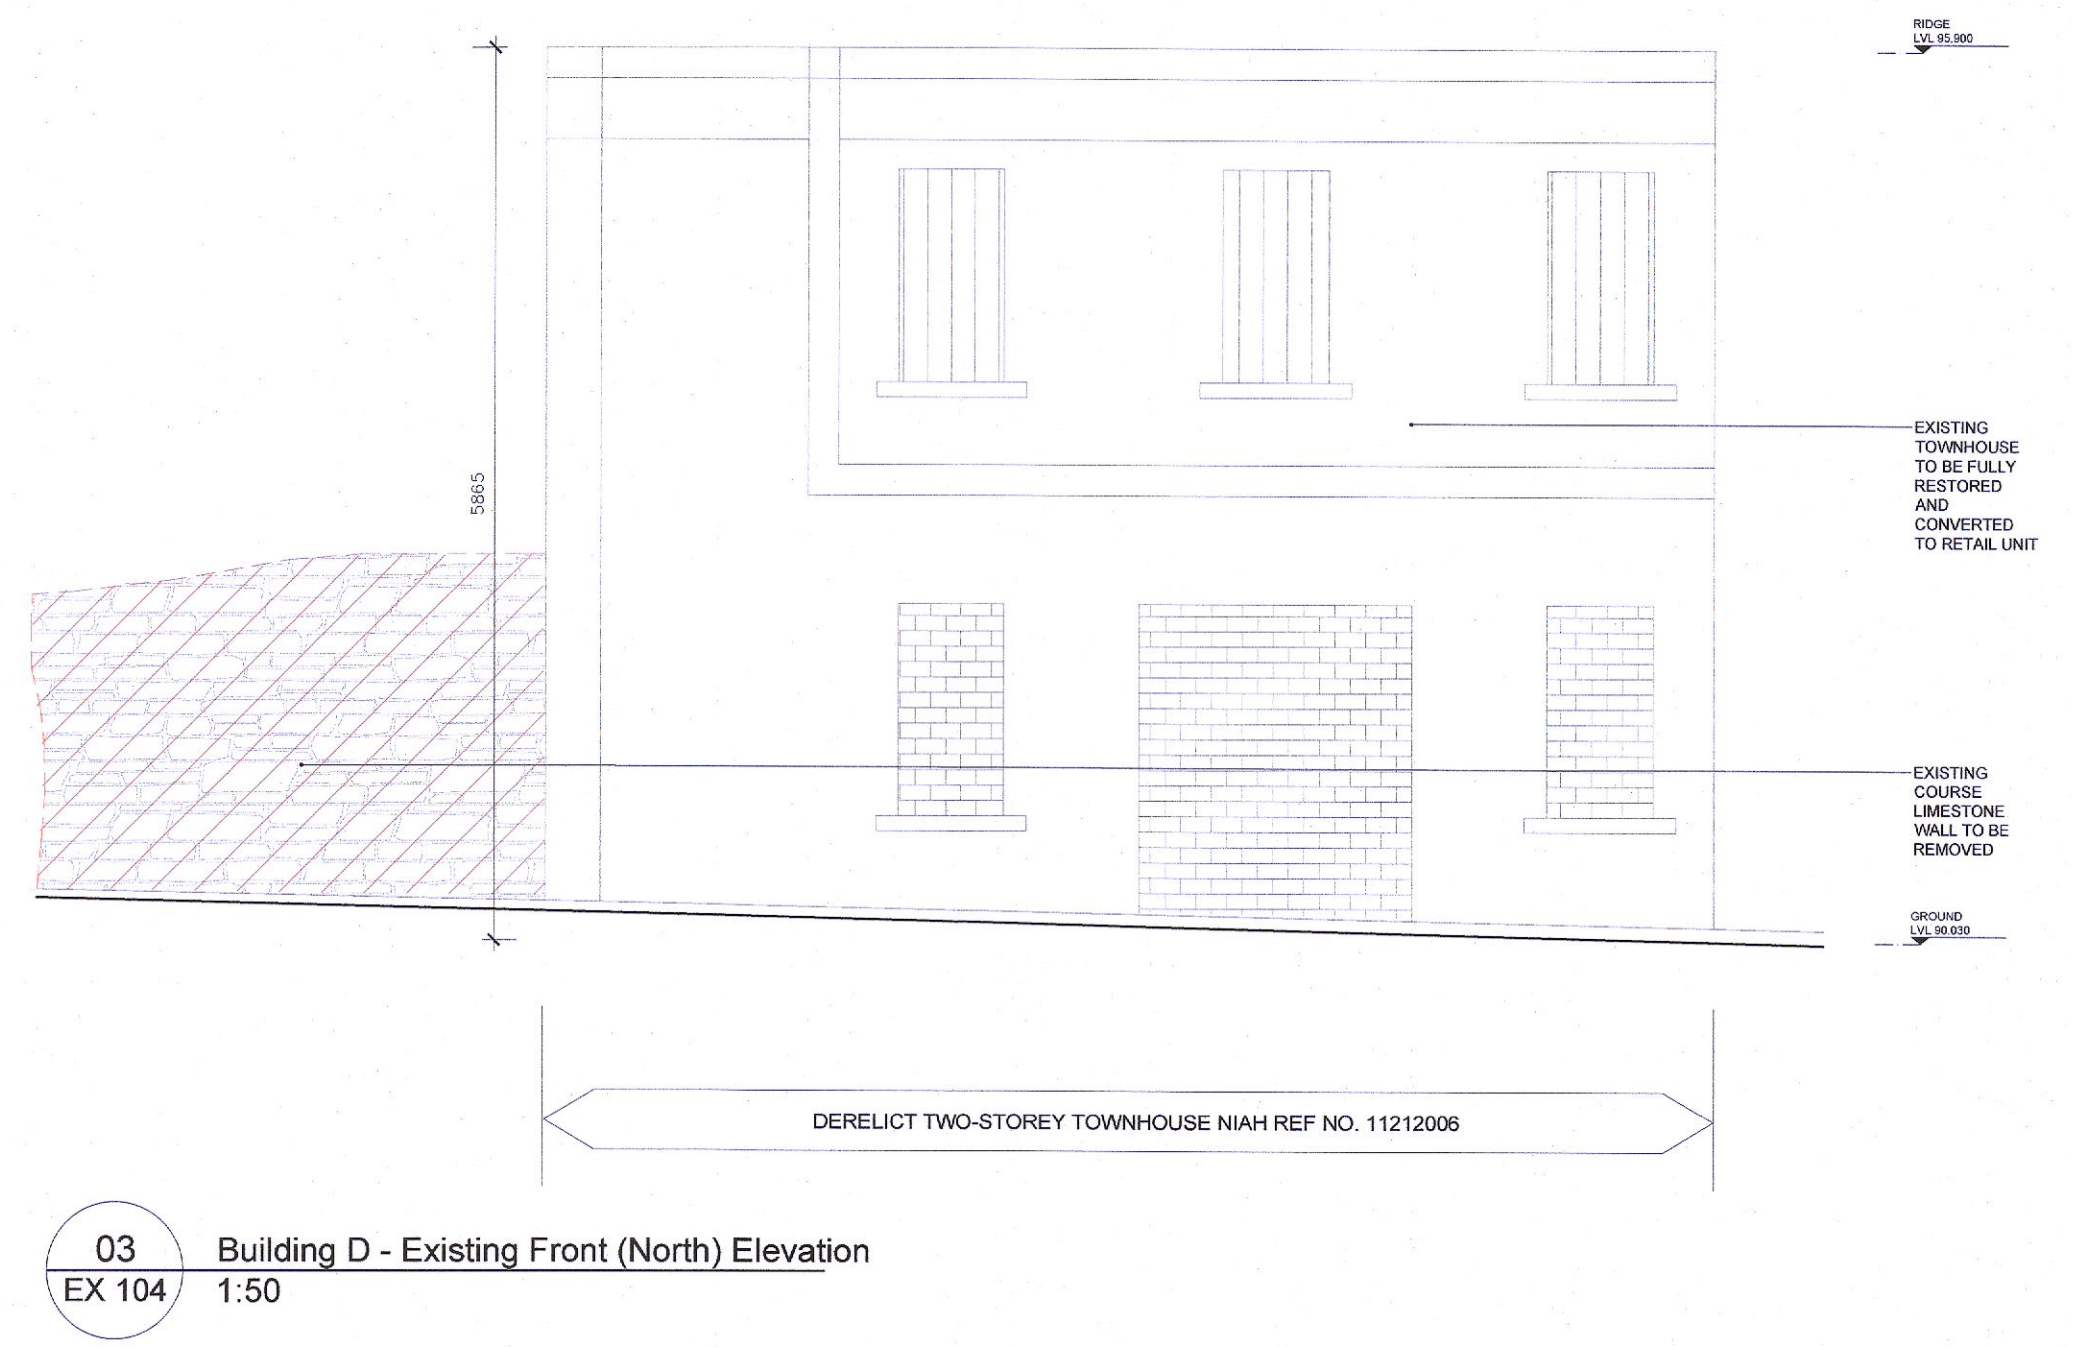 RIDGE
LVL 95.900
5865
EXISTING
TOWNHOUSE
TO BE FULLY
RESTORED
AND
CONVERTED
TO RETAIL UNIT
EXISTING
COURSE
LIMESTONE
WALL TO BE
REMOVED
GROUND
LVL 90.030
DERELICT TWO-STOREY TOWNHOUSE NIAH REF NO. 11212006
03
EX 104
Building D - Existing Front (North) Elevation
1:50